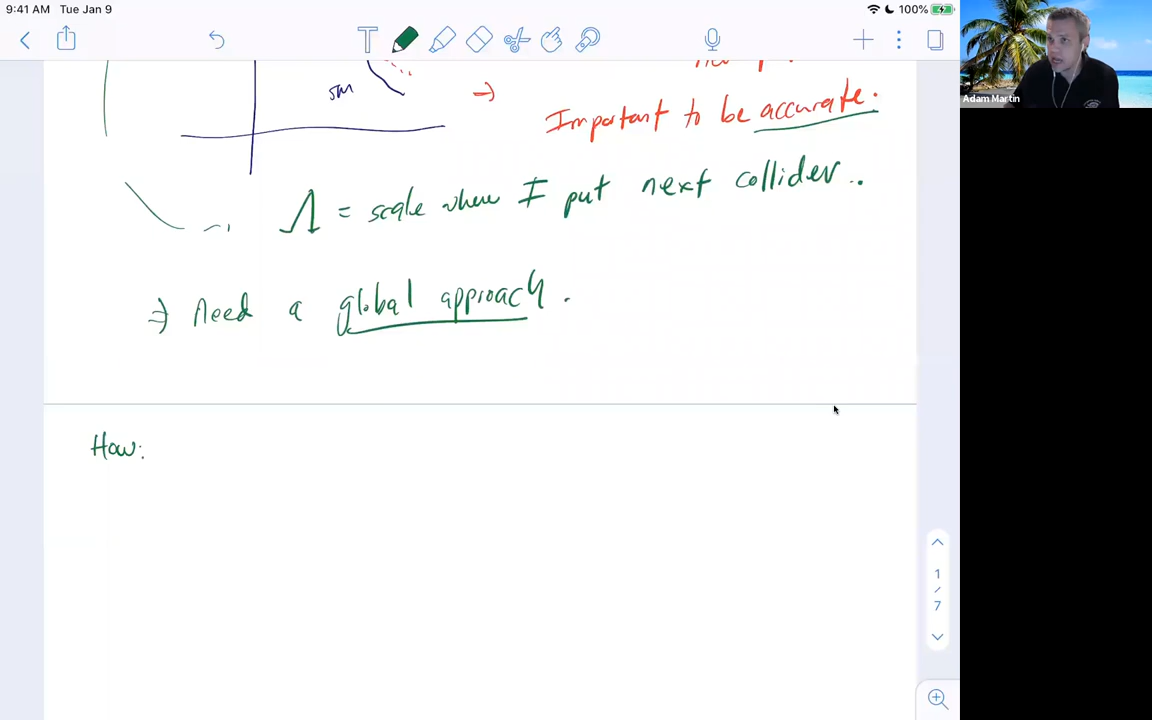 9:41 AM Tue Jan 9
100%
Adam Martin
SM
⇒
Important to be accurate.
Λ = scale where I put next collider..
⇒ Need a global approach.
How:
1
/
7